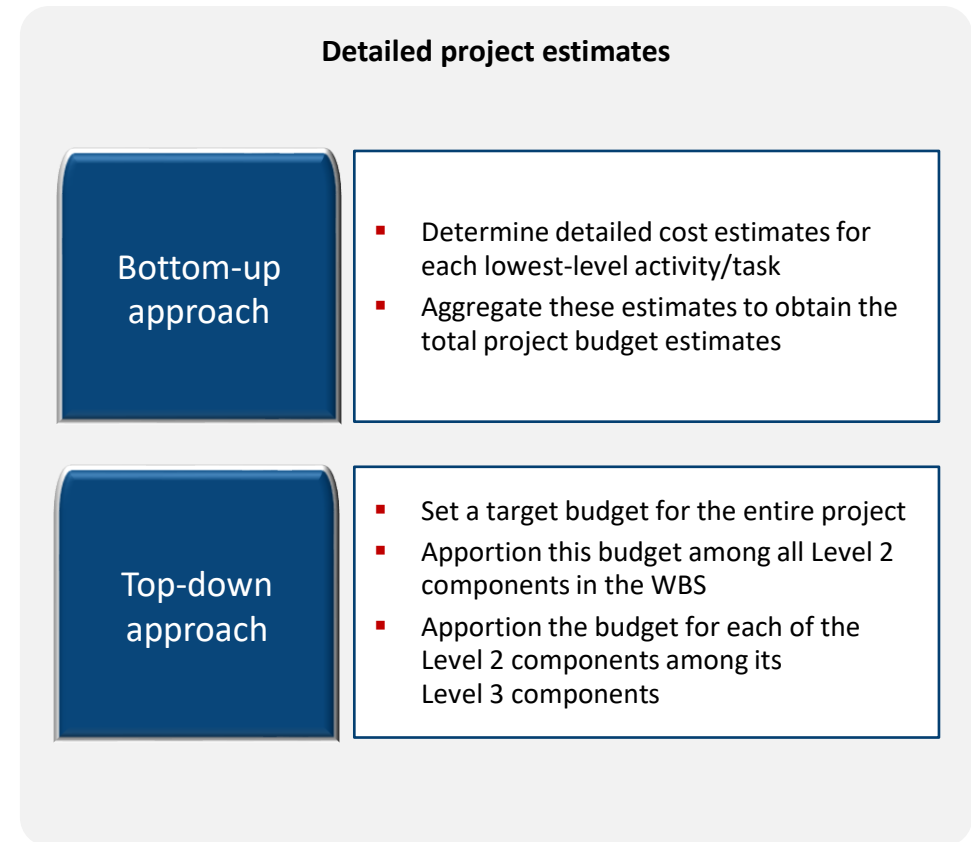 Detailed project estimates
Bottom-up
approach
▪ Determine detailed cost estimates for
each lowest-level activity/task
▪ Aggregate these estimates to obtain the
total project budget estimates
Top-down
approach
▪ Set a target budget for the entire project
▪ Apportion this budget among all Level 2
components in the WBS
▪ Apportion the budget for each of the
Level 2 components among its
Level 3 components